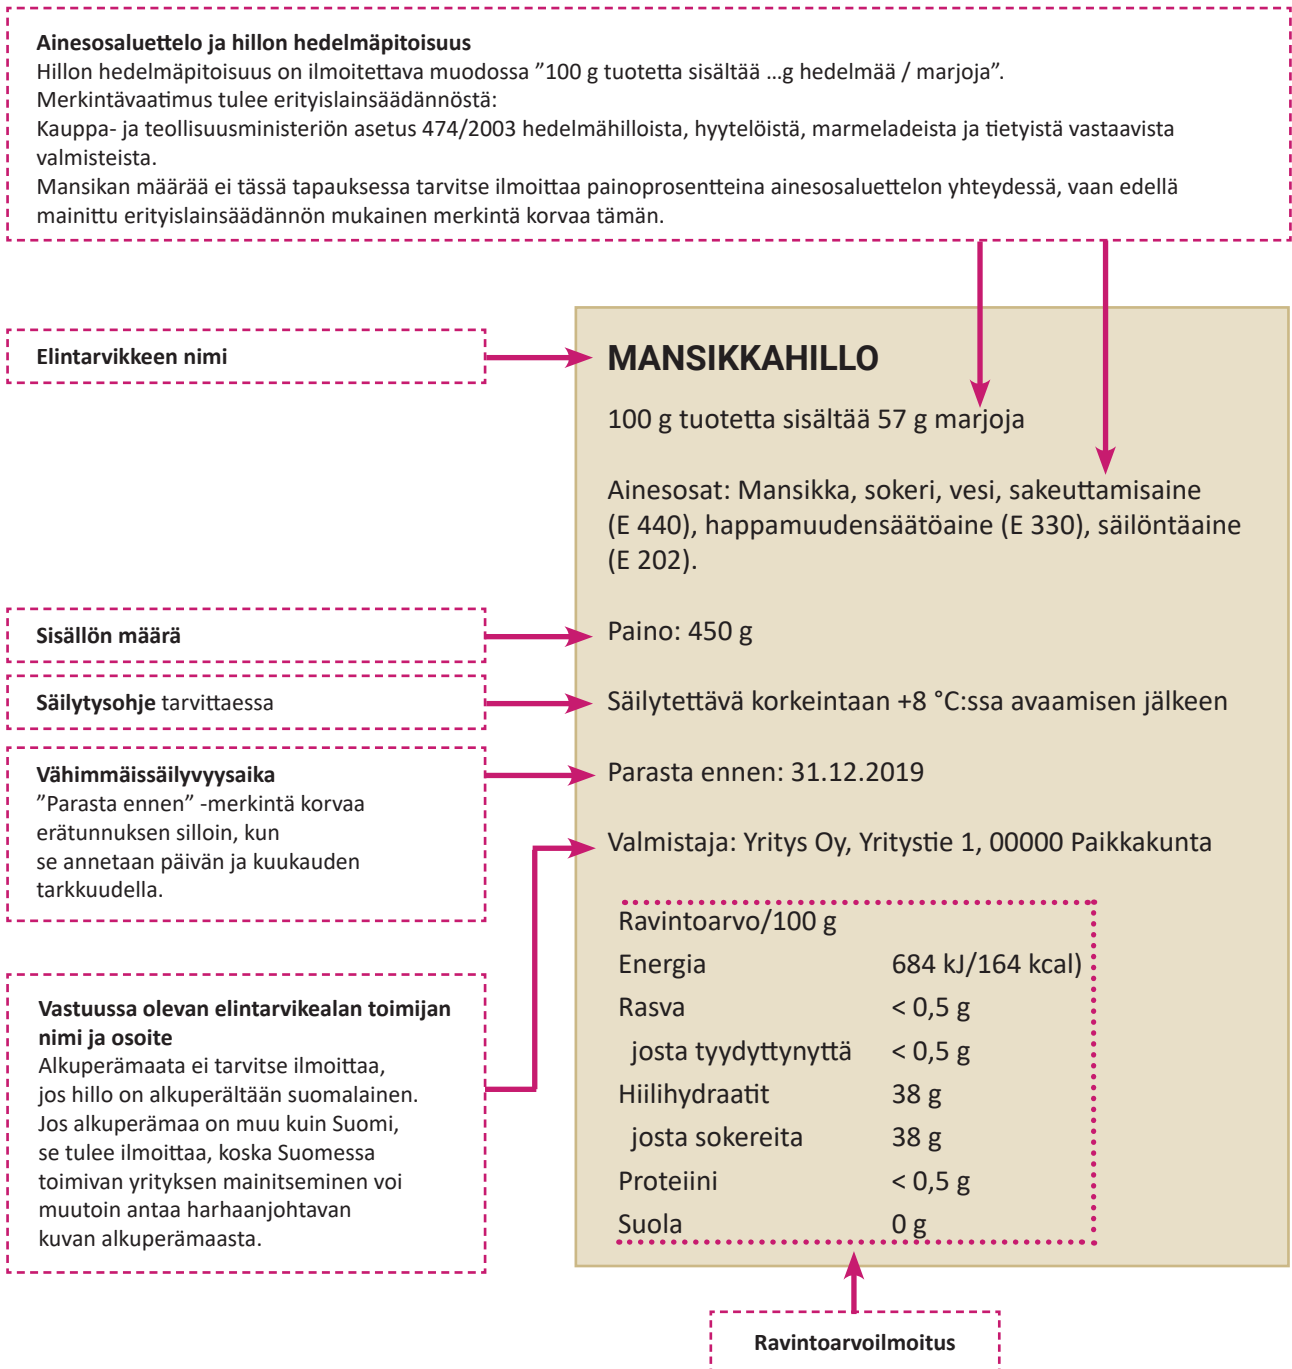 Ainesosaluettelo ja hillon hedelmäpitoisuus
Hillon hedelmäpitoisuus on ilmoitettava muodossa ”100 g tuotetta sisältää ...g hedelmää / marjoja”.
Merkintävaatimus tulee erityislainsäädännöstä:
Kauppa- ja teollisuusministeriön asetus 474/2003 hedelmähilloista, hyytelöistä, marmeladeista ja tietyistä vastaavista
valmisteista.
Mansikan määrää ei tässä tapauksessa tarvitse ilmoittaa painoprosentteina ainesosaluettelon yhteydessä, vaan edellä
mainittu erityislainsäädännön mukainen merkintä korvaa tämän.
Elintarvikkeen nimi
MANSIKKAHILLO
100 g tuotetta sisältää 57 g marjoja
Ainesosat: Mansikka, sokeri, vesi, sakeuttamisaine
(E 440), happamuudensäätöaine (E 330), säilöntäaine
(E 202).
Sisällön määrä
Paino: 450 g
Säilytysohje tarvittaessa
Säilytettävä korkeintaan +8 °C:ssa avaamisen jälkeen
Vähimmäissäilyvyysaika
”Parasta ennen” -merkintä korvaa
erätunnuksen silloin, kun
se annetaan päivän ja kuukauden
tarkkuudella.
Parasta ennen: 31.12.2019
Valmistaja: Yritys Oy, Yritystie 1, 00000 Paikkakunta
Vastuussa olevan elintarvikealan toimijan
nimi ja osoite
Alkuperämaata ei tarvitse ilmoittaa,
jos hillo on alkuperältään suomalainen.
Jos alkuperämaa on muu kuin Suomi,
se tulee ilmoittaa, koska Suomessa
toimivan yrityksen mainitseminen voi
muutoin antaa harhaanjohtavan
kuvan alkuperämaasta.
Ravintoarvo/100 g
Energia 684 kJ/164 kcal)
Rasva < 0,5 g
josta tyydyttynyttä < 0,5 g
Hiilihydraatit 38 g
josta sokereita 38 g
Proteiini < 0,5 g
Suola 0 g
Ravintoarvoilmoitus